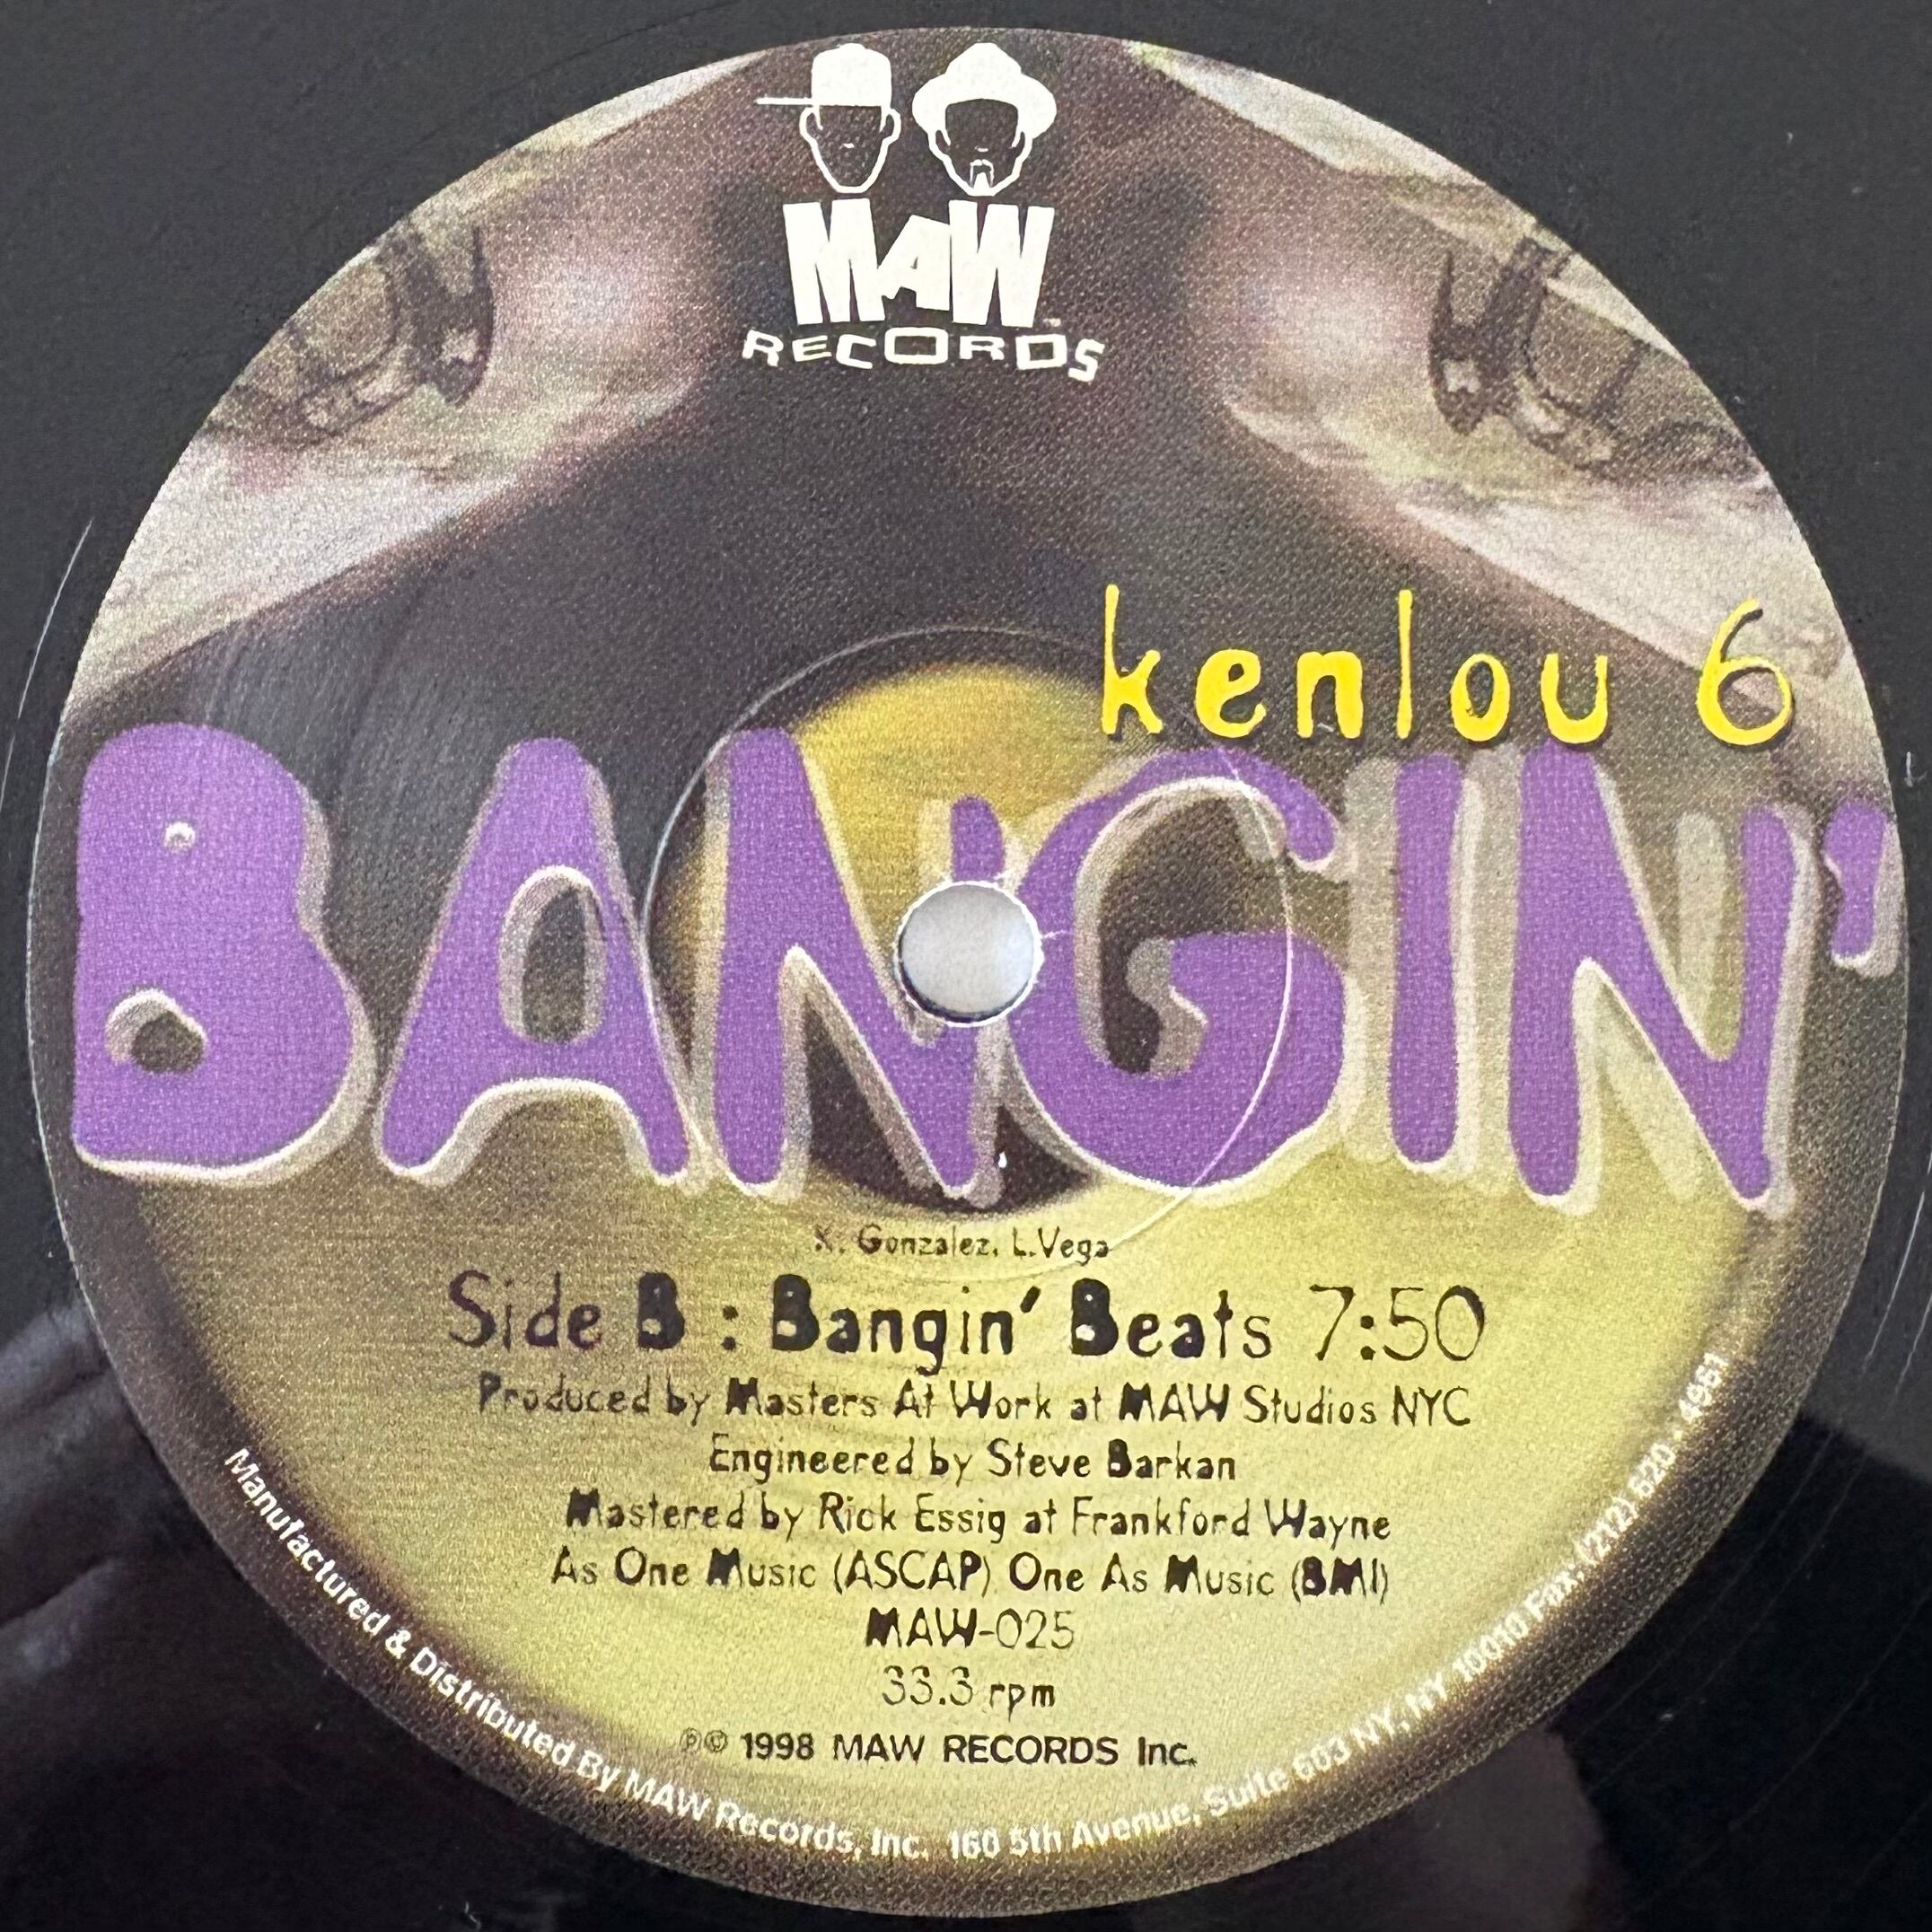 MAW
RECORDS
kenlou 6
BANGIN'
K. Gonzalez, L.Vega
Side B : Bangin' Beats 7:50
Produced by Masters At Work at MAW Studios NYC
Engineered by Steve Barkan
Mastered by Rick Essig at Frankford Wayne
As One Music (ASCAP) One As Music (BMI)
MAW-025
33.3 rpm
℗© 1998 MAW RECORDS Inc.
Manufactured & Distributed By MAW Records, Inc. 160 5th Avenue, Suite 603 NY, NY 10010 Fax:(212) 620 - 4961